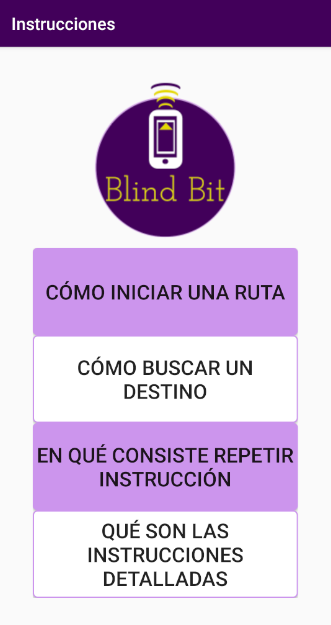 Instrucciones
Blind Bit
CÓMO INICIAR UNA RUTA
CÓMO BUSCAR UN
DESTINO
EN QUÉ CONSISTE REPETIR
INSTRUCCIÓN
QUÉ SON LAS
INSTRUCCIONES
DETALLADAS